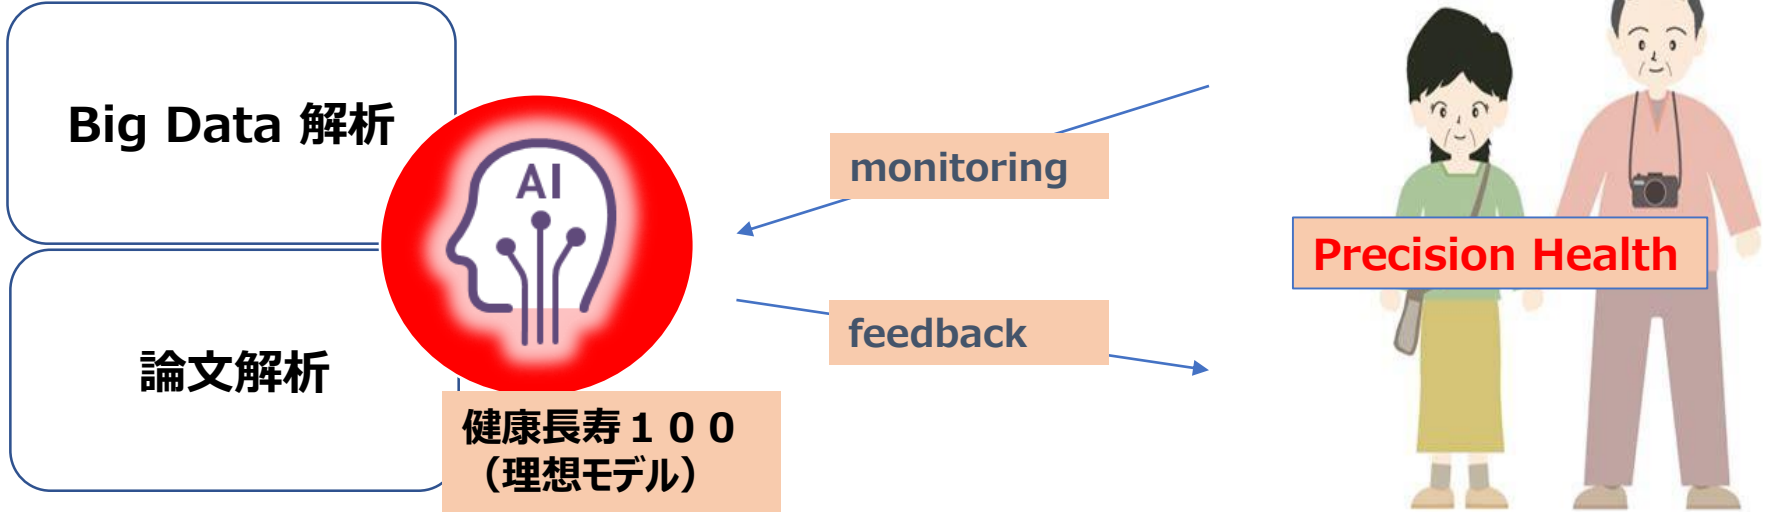 Big Data 解析
論文解析
AI
健康長寿１００
（理想モデル）
monitoring
feedback
Precision Health